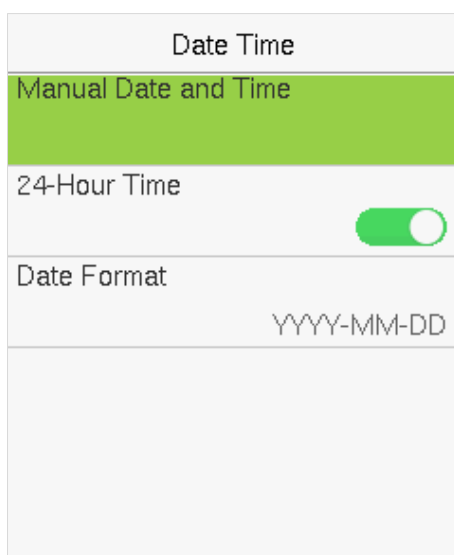 Date Time
Manual Date and Time
24-Hour Time
Date Format
YYYY-MM-DD